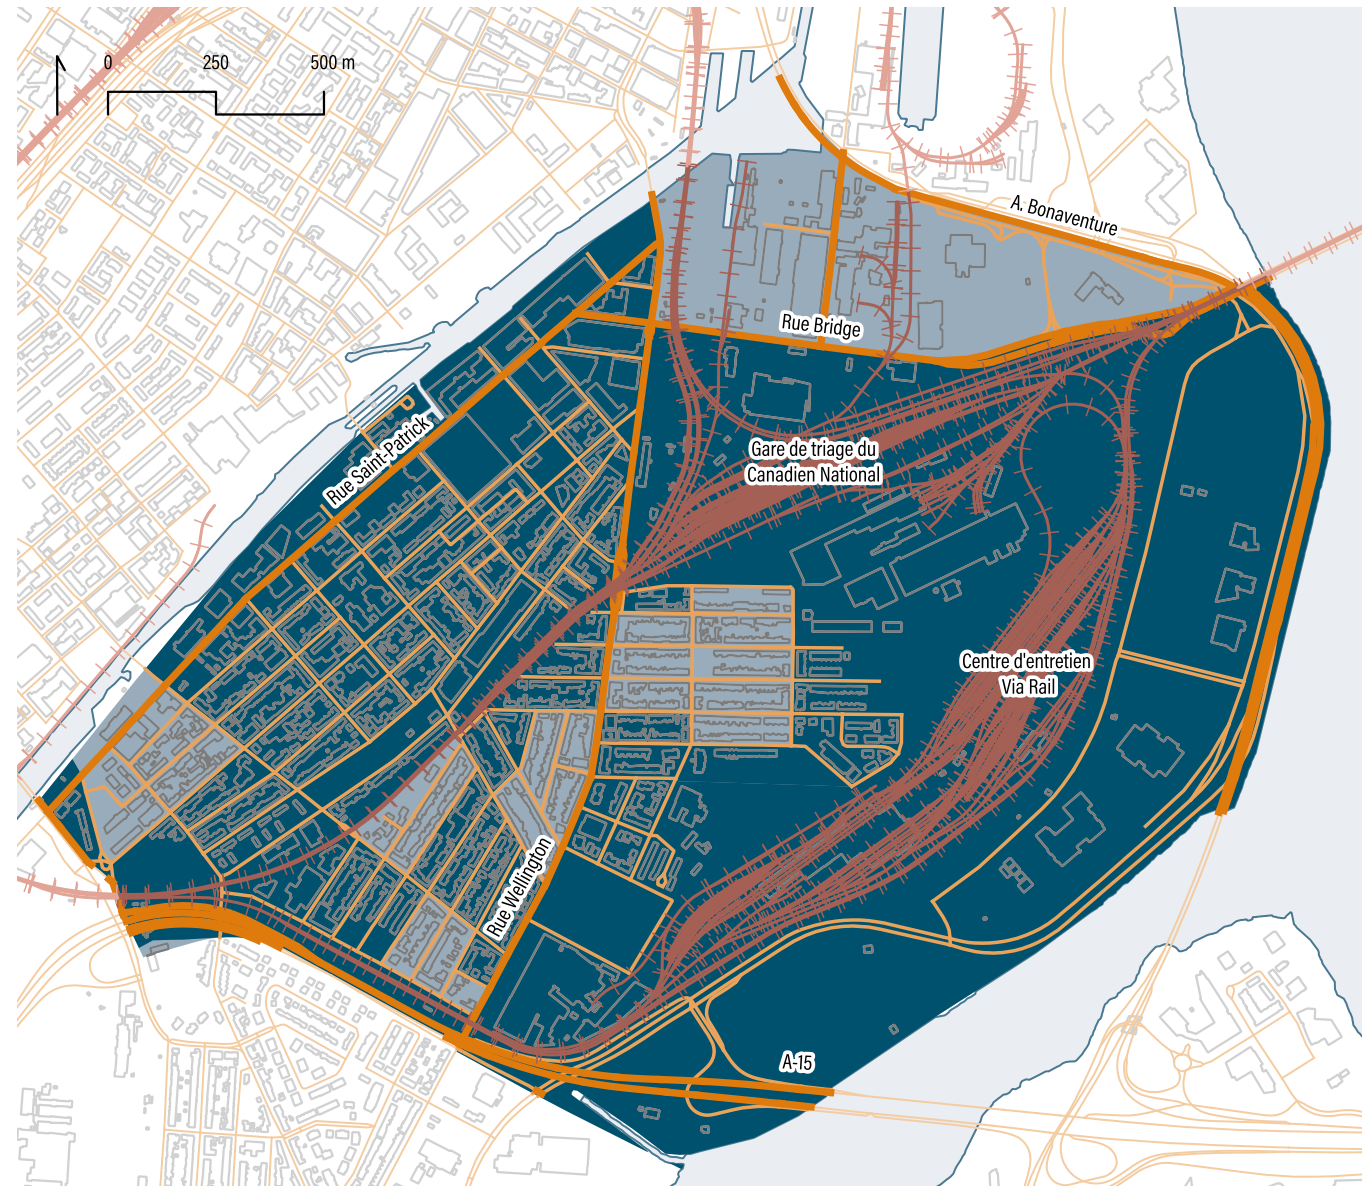 0 250 500 m
A. Bonaventure
Rue Bridge
Rue Saint-Patrick
Gare de triage du
Canadien National
Centre d'entretien
Via Rail
Rue Wellington
A-15